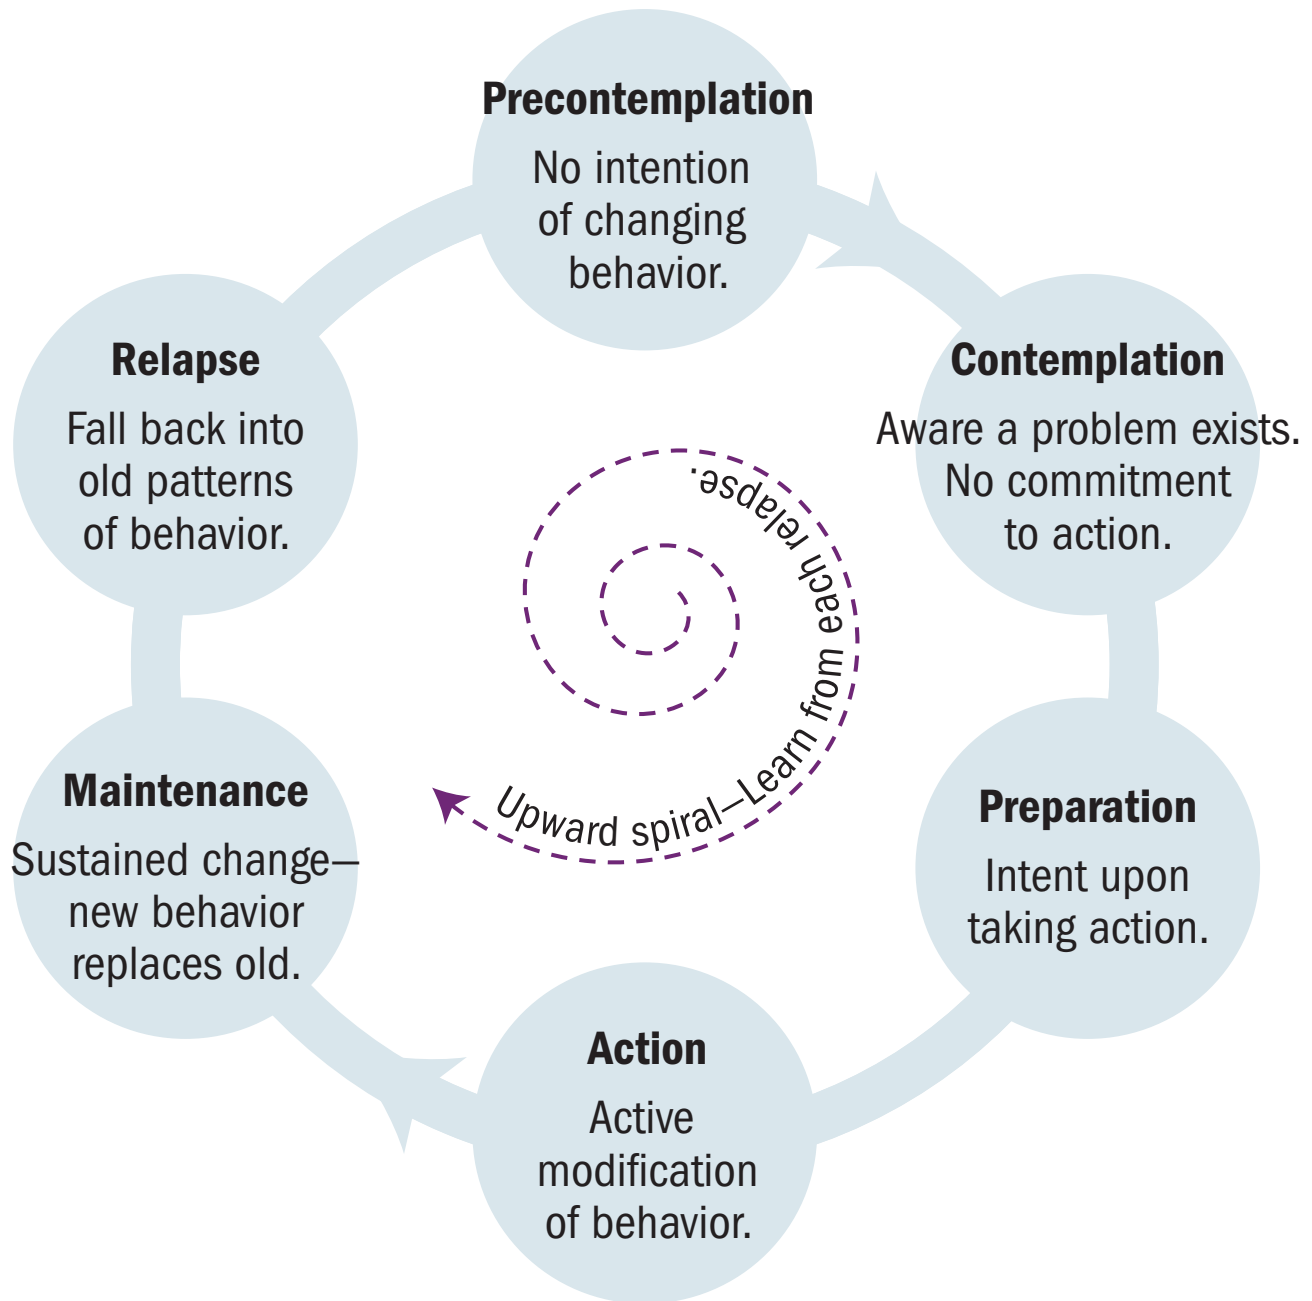 Precontemplation
No intention
of changing
behavior.
Contemplation
Aware a problem exists.
No commitment
to action.
Preparation
Intent upon
taking action.
Action
Active
modification
of behavior.
Maintenance
Sustained change—
new behavior
replaces old.
Relapse
Fall back into
old patterns
of behavior.
Upward spiral—Learn from each relapse.